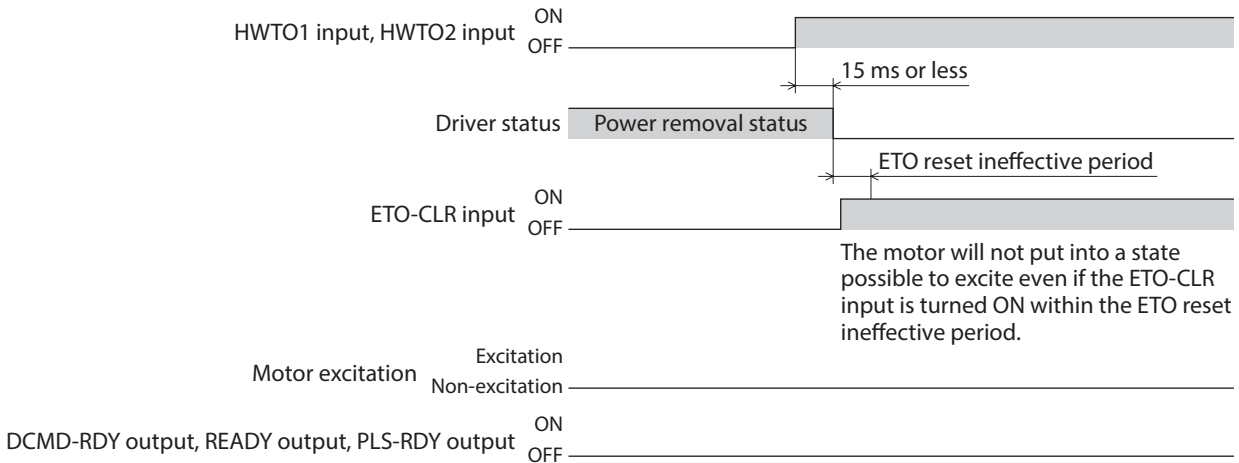 HWTO1 input, HWTO2 input
ON
OFF
15 ms or less
Driver status
Power removal status
ETO reset ineffective period
ETO-CLR input
ON
OFF
The motor will not put into a state
possible to excite even if the ETO-CLR
input is turned ON within the ETO reset
ineffective period.
Motor excitation
Excitation
Non-excitation
DCMD-RDY output, READY output, PLS-RDY output
ON
OFF